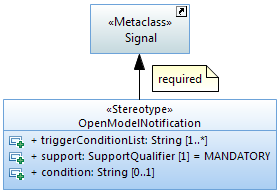 «Metaclass»
Signal
required
«Stereotype»
OpenModelNotification
+ triggerConditionList: String [1..*]
+ support: SupportQualifier [1] = MANDATORY
+ condition: String [0..1]